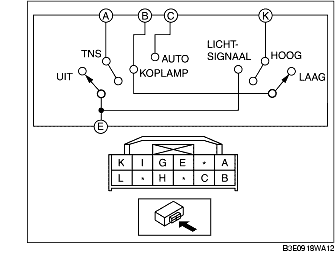 A B C K
TNS
AUTO
LICHT-
SIGNAAL
HOOG
UIT
KOPLAMP
LAAG
E
K I G E * A
L * H * C B
B3E0918WA12